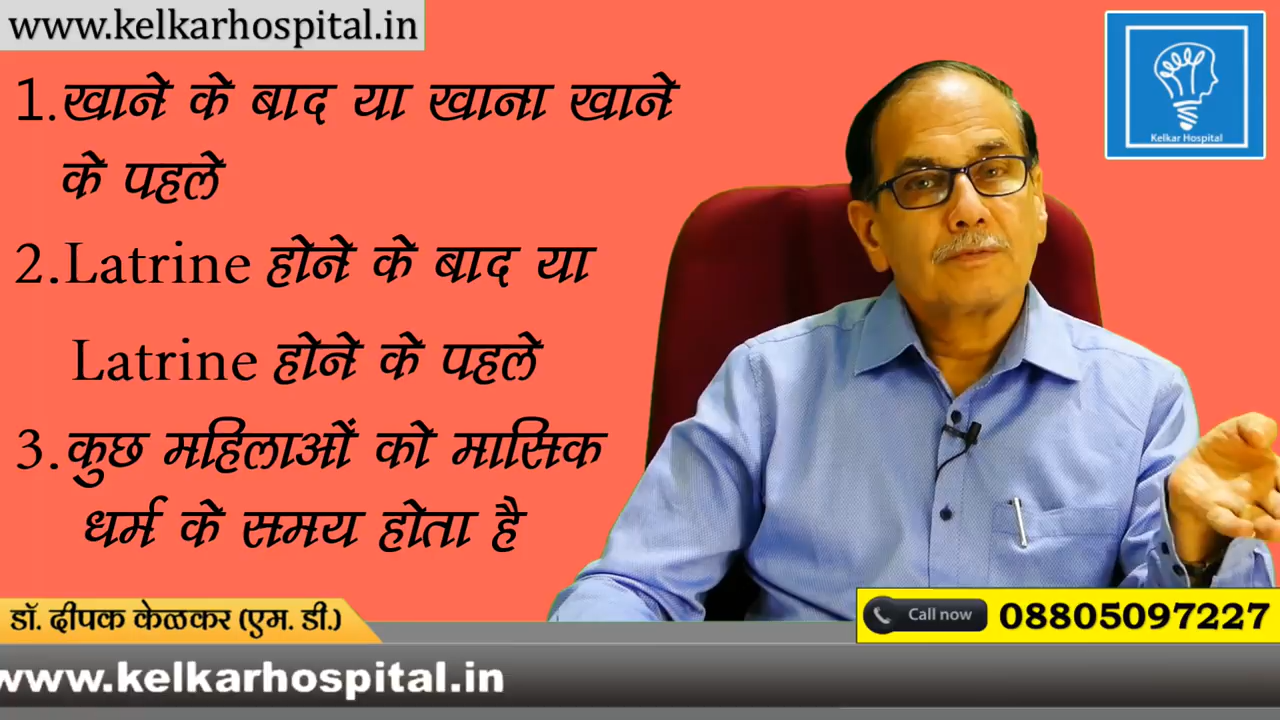 www.kelkarhospital.in
1.खाने के बाद या खाना खाने
के पहले
2.Latrine होने के बाद या
Latrine होने के पहले
3.कुछ महिलाओं को मासिक
धर्म के समय होता है
Kelkar Hospital
डॉ. दीपक केळकर (एम. डी.)
Call now 08805097227
www.kelkarhospital.in